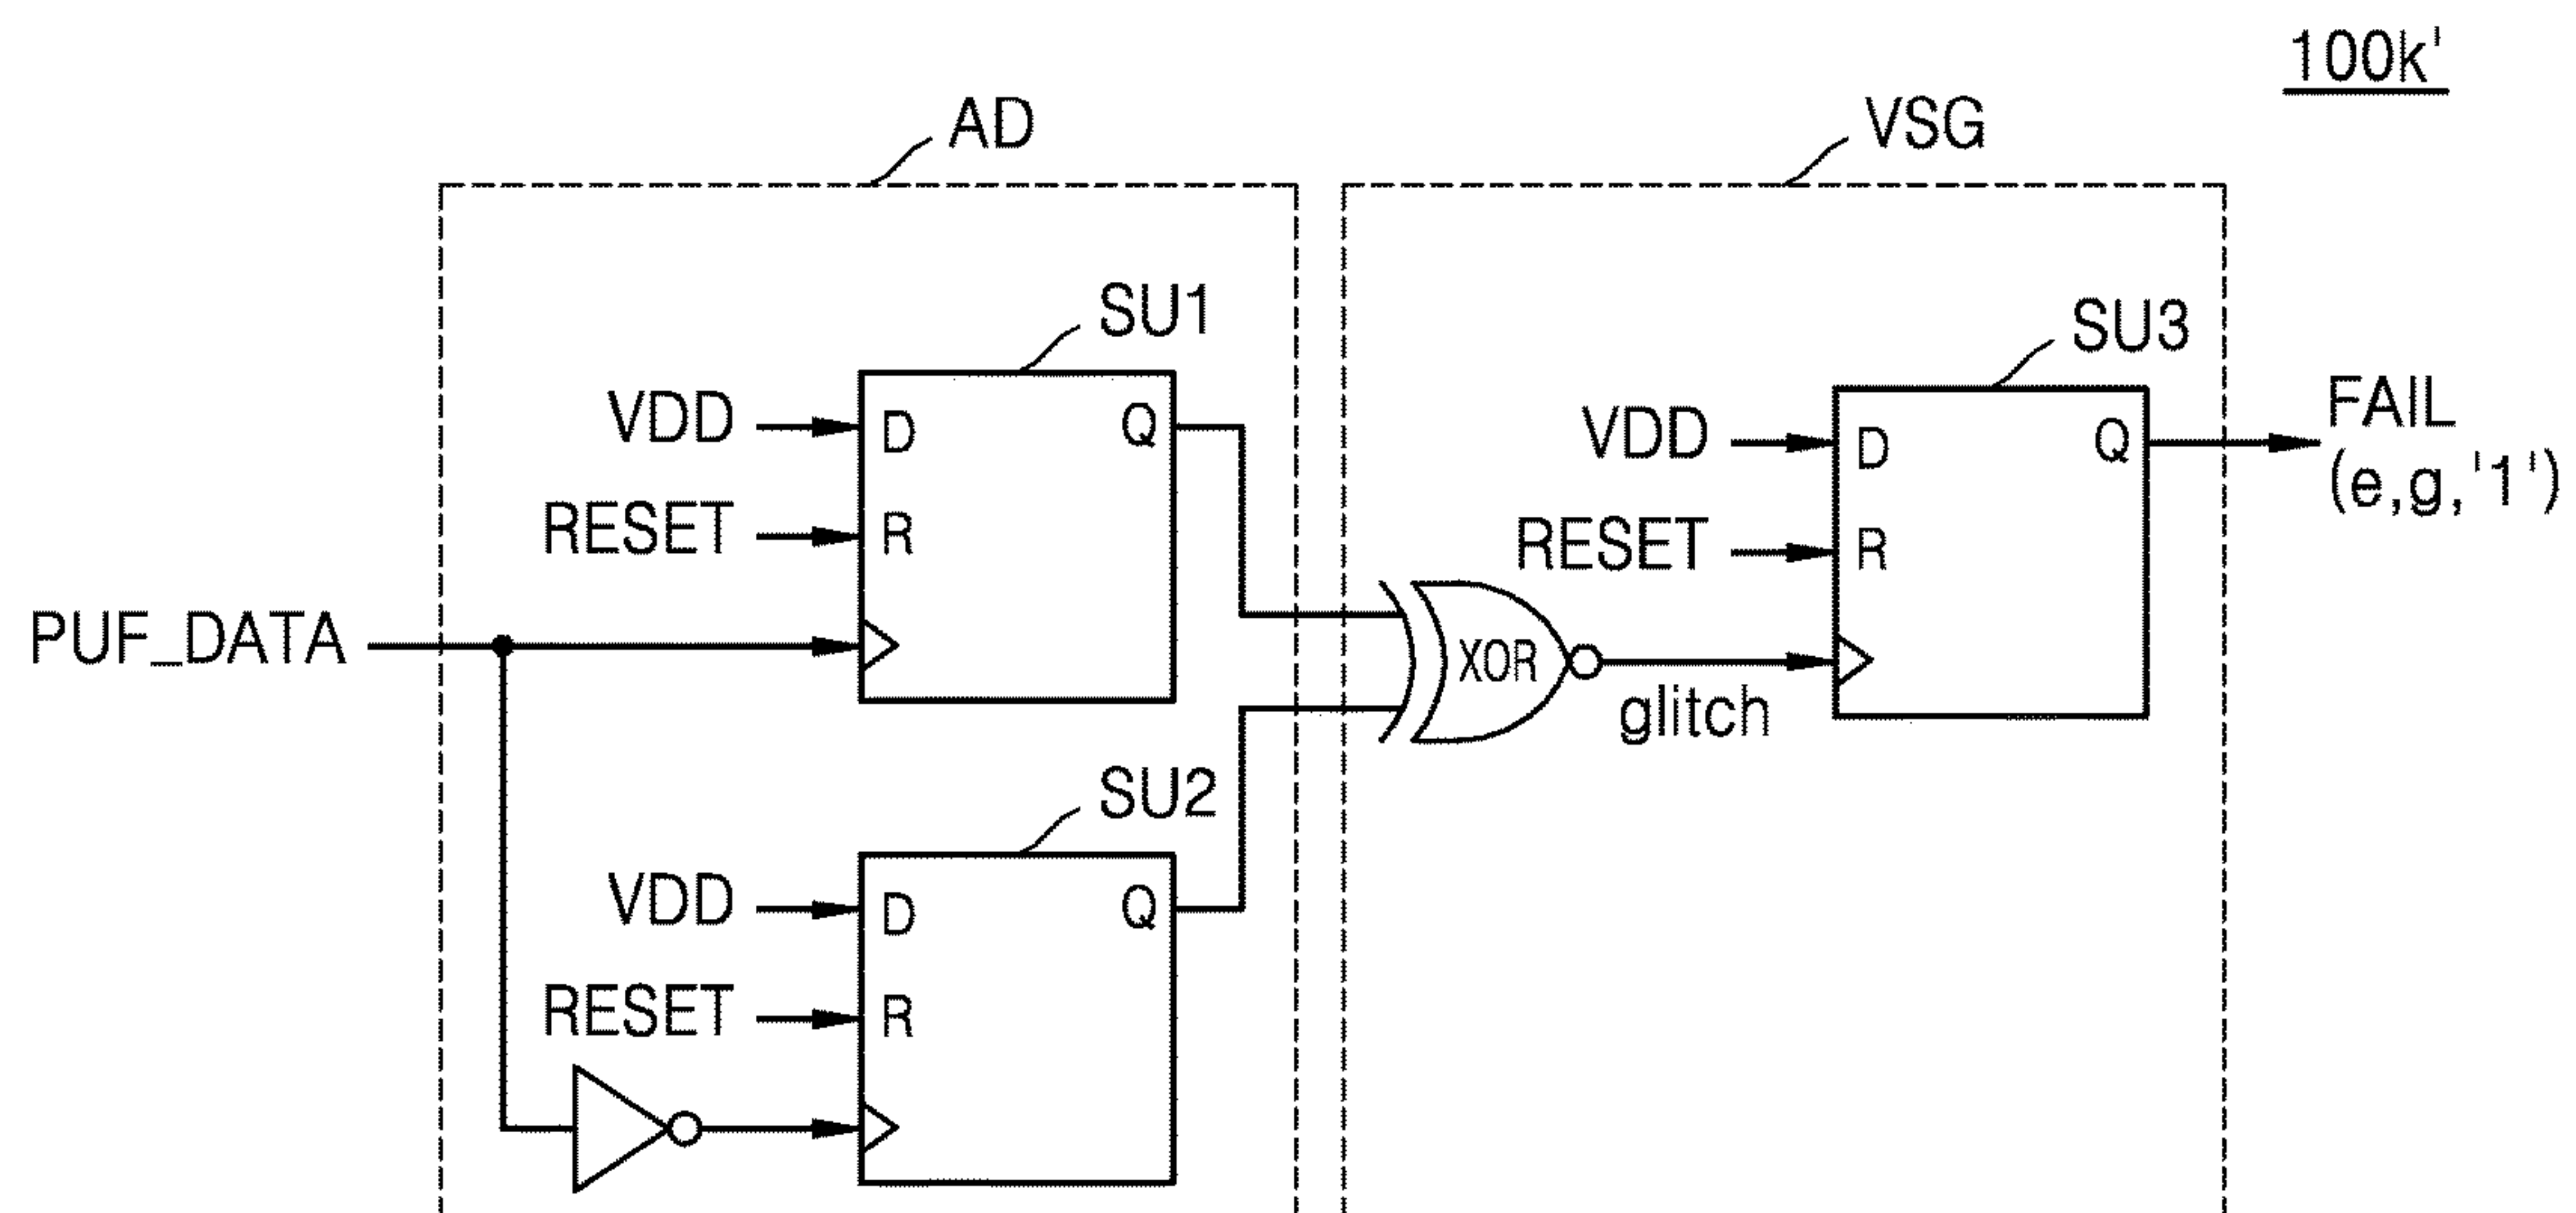 100k'
AD
VSG
SU1
VDD
D
Q
RESET
R
PUF_DATA
SU2
VDD
D
Q
RESET
R
XOR
glitch
SU3
VDD
D
Q
RESET
R
FAIL
(e,g,'1')